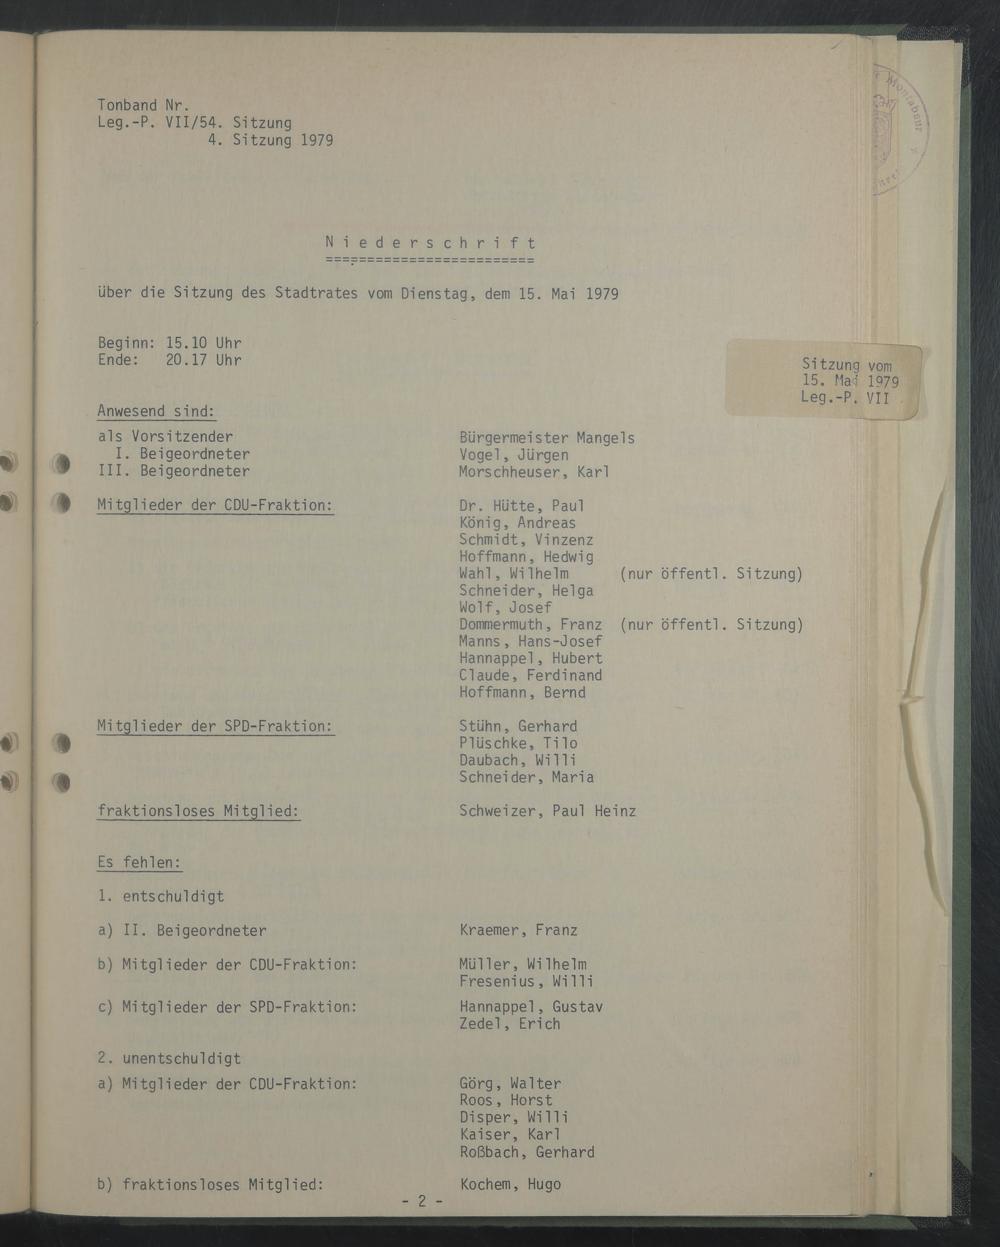 Tonband Nr.
Leg.-P. VII/54. Sitzung
4. Sitzung 1979
Niederschrift
=========================
über die Sitzung des Stadtrates vom Dienstag, dem 15. Mai 1979
Beginn: 15.10 Uhr
Ende: 20.17 Uhr
Sitzung vom
15. Mai 1979
Leg.-P. VII
Anwesend sind:
als Vorsitzender Bürgermeister Mangels
I. Beigeordneter Vogel, Jürgen
III. Beigeordneter Morschheuser, Karl
Mitglieder der CDU-Fraktion: Dr. Hütte, Paul
König, Andreas
Schmidt, Vinzenz
Hoffmann, Hedwig
Wahl, Wilhelm (nur öffentl. Sitzung)
Schneider, Helga
Wolf, Josef
Dommermuth, Franz (nur öffentl. Sitzung)
Manns, Hans-Josef
Hannappel, Hubert
Claude, Ferdinand
Hoffmann, Bernd
Mitglieder der SPD-Fraktion: Stühn, Gerhard
Plüschke, Tilo
Daubach, Willi
Schneider, Maria
fraktionsloses Mitglied: Schweizer, Paul Heinz
Es fehlen:
1. entschuldigt
a) II. Beigeordneter Kraemer, Franz
b) Mitglieder der CDU-Fraktion: Müller, Wilhelm
Fresenius, Willi
c) Mitglieder der SPD-Fraktion: Hannappel, Gustav
Zedel, Erich
2. unentschuldigt
a) Mitglieder der CDU-Fraktion: Görg, Walter
Roos, Horst
Disper, Willi
Kaiser, Karl
Roßbach, Gerhard
b) fraktionsloses Mitglied: Kochem, Hugo
- 2 -
Montabaur